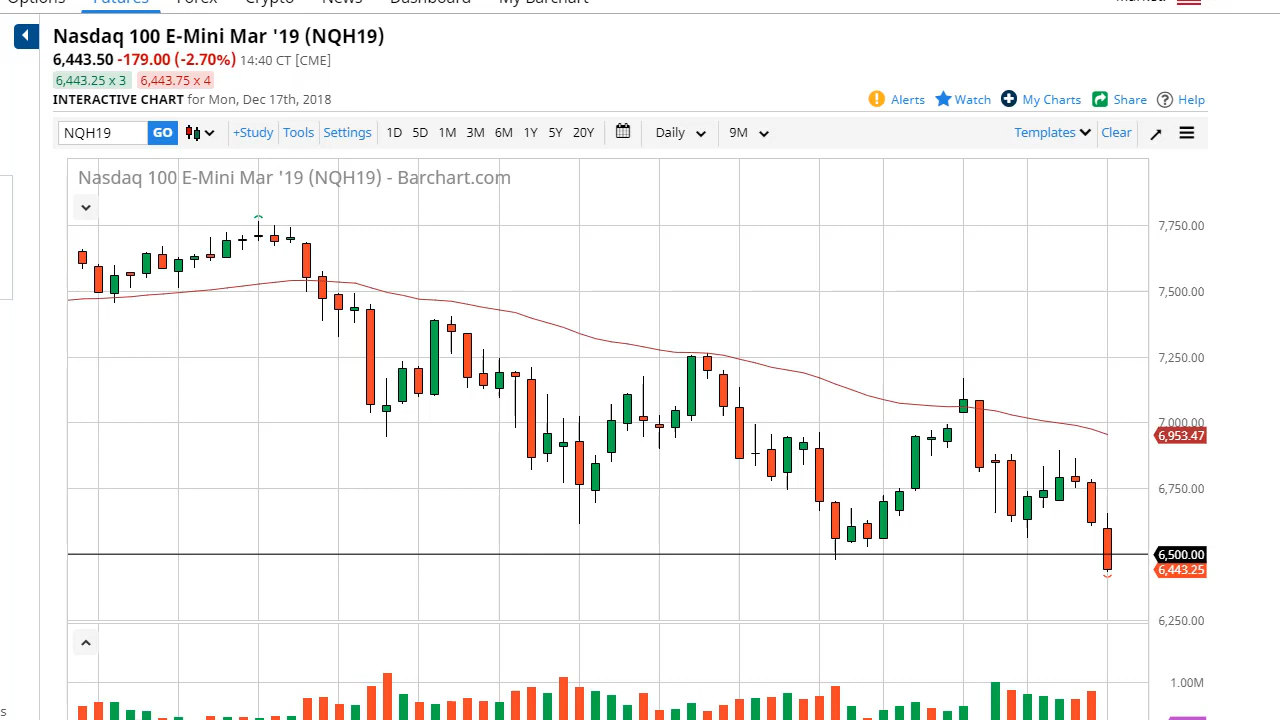 Options Futures Forex Crypto News Dashboard My Barchart
Nasdaq 100 E-Mini Mar '19 (NQH19)
6,443.50 -179.00 (-2.70%) 14:40 CT [CME]
6,443.25 x 3 6,443.75 x 4
INTERACTIVE CHART for Mon, Dec 17th, 2018
Alerts Watch My Charts Share Help
NQH19 GO +Study Tools Settings 1D 5D 1M 3M 6M 1Y 5Y 20Y Daily 9M Templates Clear
Nasdaq 100 E-Mini Mar '19 (NQH19) - Barchart.com
7,750.00
7,500.00
7,250.00
7,000.00
6,953.47
6,750.00
6,500.00
6,443.25
6,250.00
1.00M
s